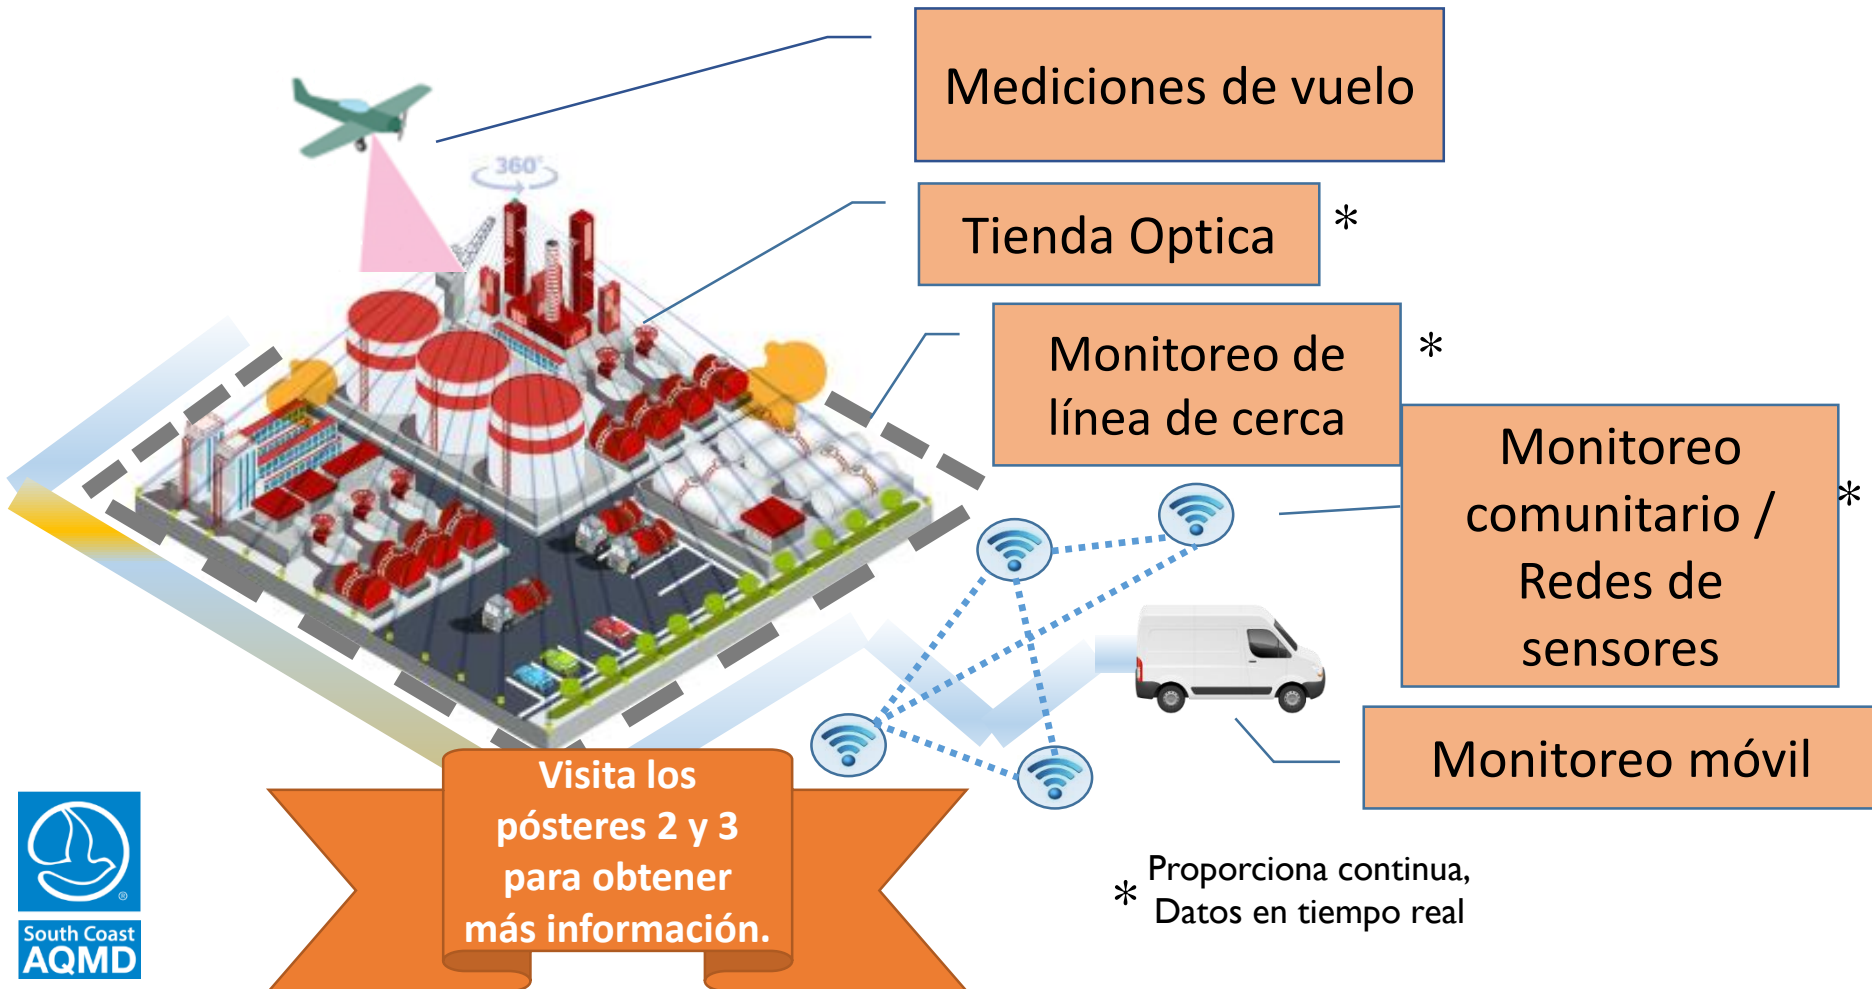 Mediciones de vuelo
360°
Tienda Optica *
Monitoreo de
línea de cerca *
Monitoreo
comunitario / *
Redes de
sensores
Monitoreo móvil
Visita los
pósteres 2 y 3
para obtener
más información.
* Proporciona continua,
Datos en tiempo real
®
South Coast
AQMD